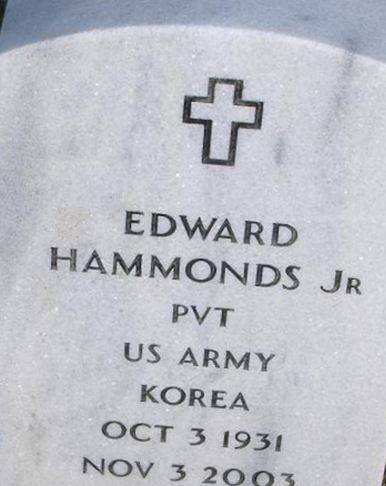 EDWARD
HAMMONDS JR
PVT
US ARMY
KOREA
OCT 3 1931
NOV 3 2003